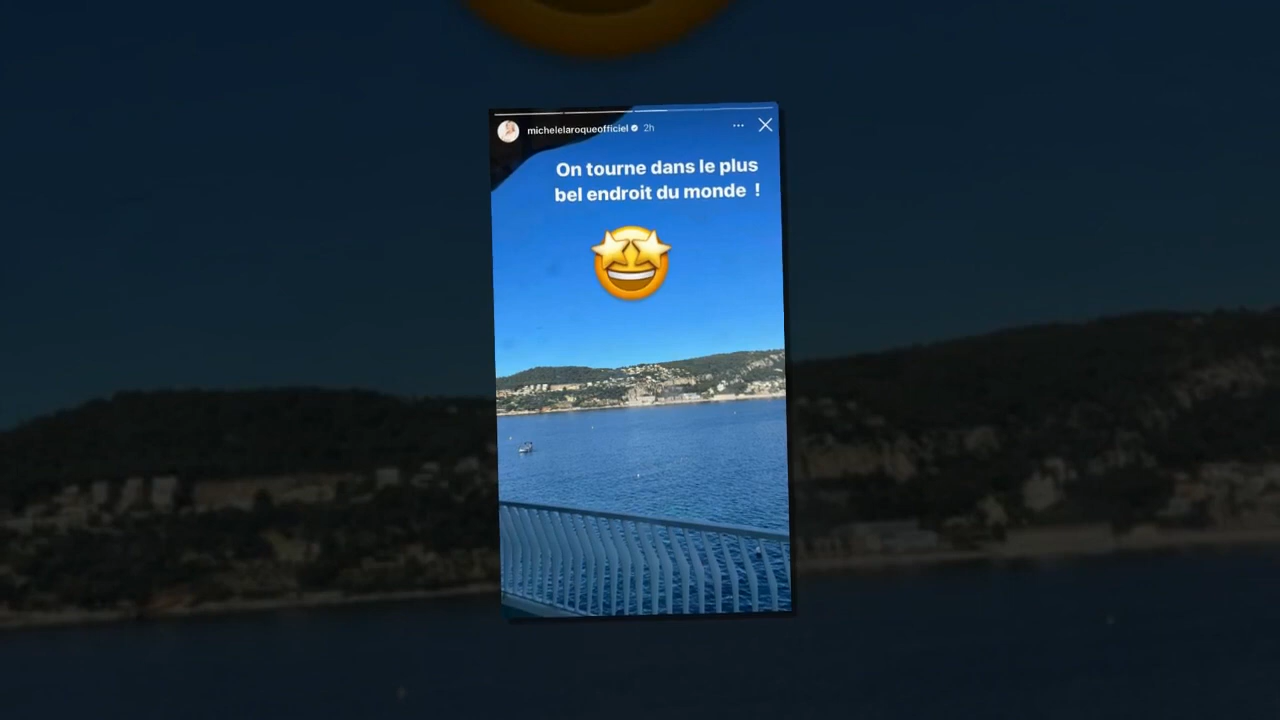 michelelaroqueofficiel 2h
On tourne dans le plus
bel endroit du monde !